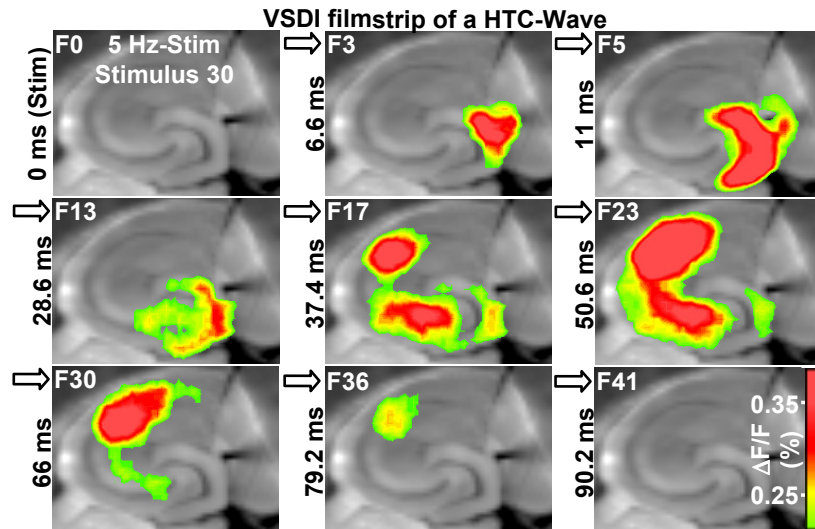 VSDI filmstrip of a HTC-Wave
F0 5 Hz-Stim
Stimulus 30
0 ms (Stim)
F3
6.6 ms
F5
11 ms
F13
28.6 ms
F17
37.4 ms
F23
50.6 ms
F30
66 ms
F36
79.2 ms
F41
90.2 ms
0.35
ΔF/F
(%)
0.25